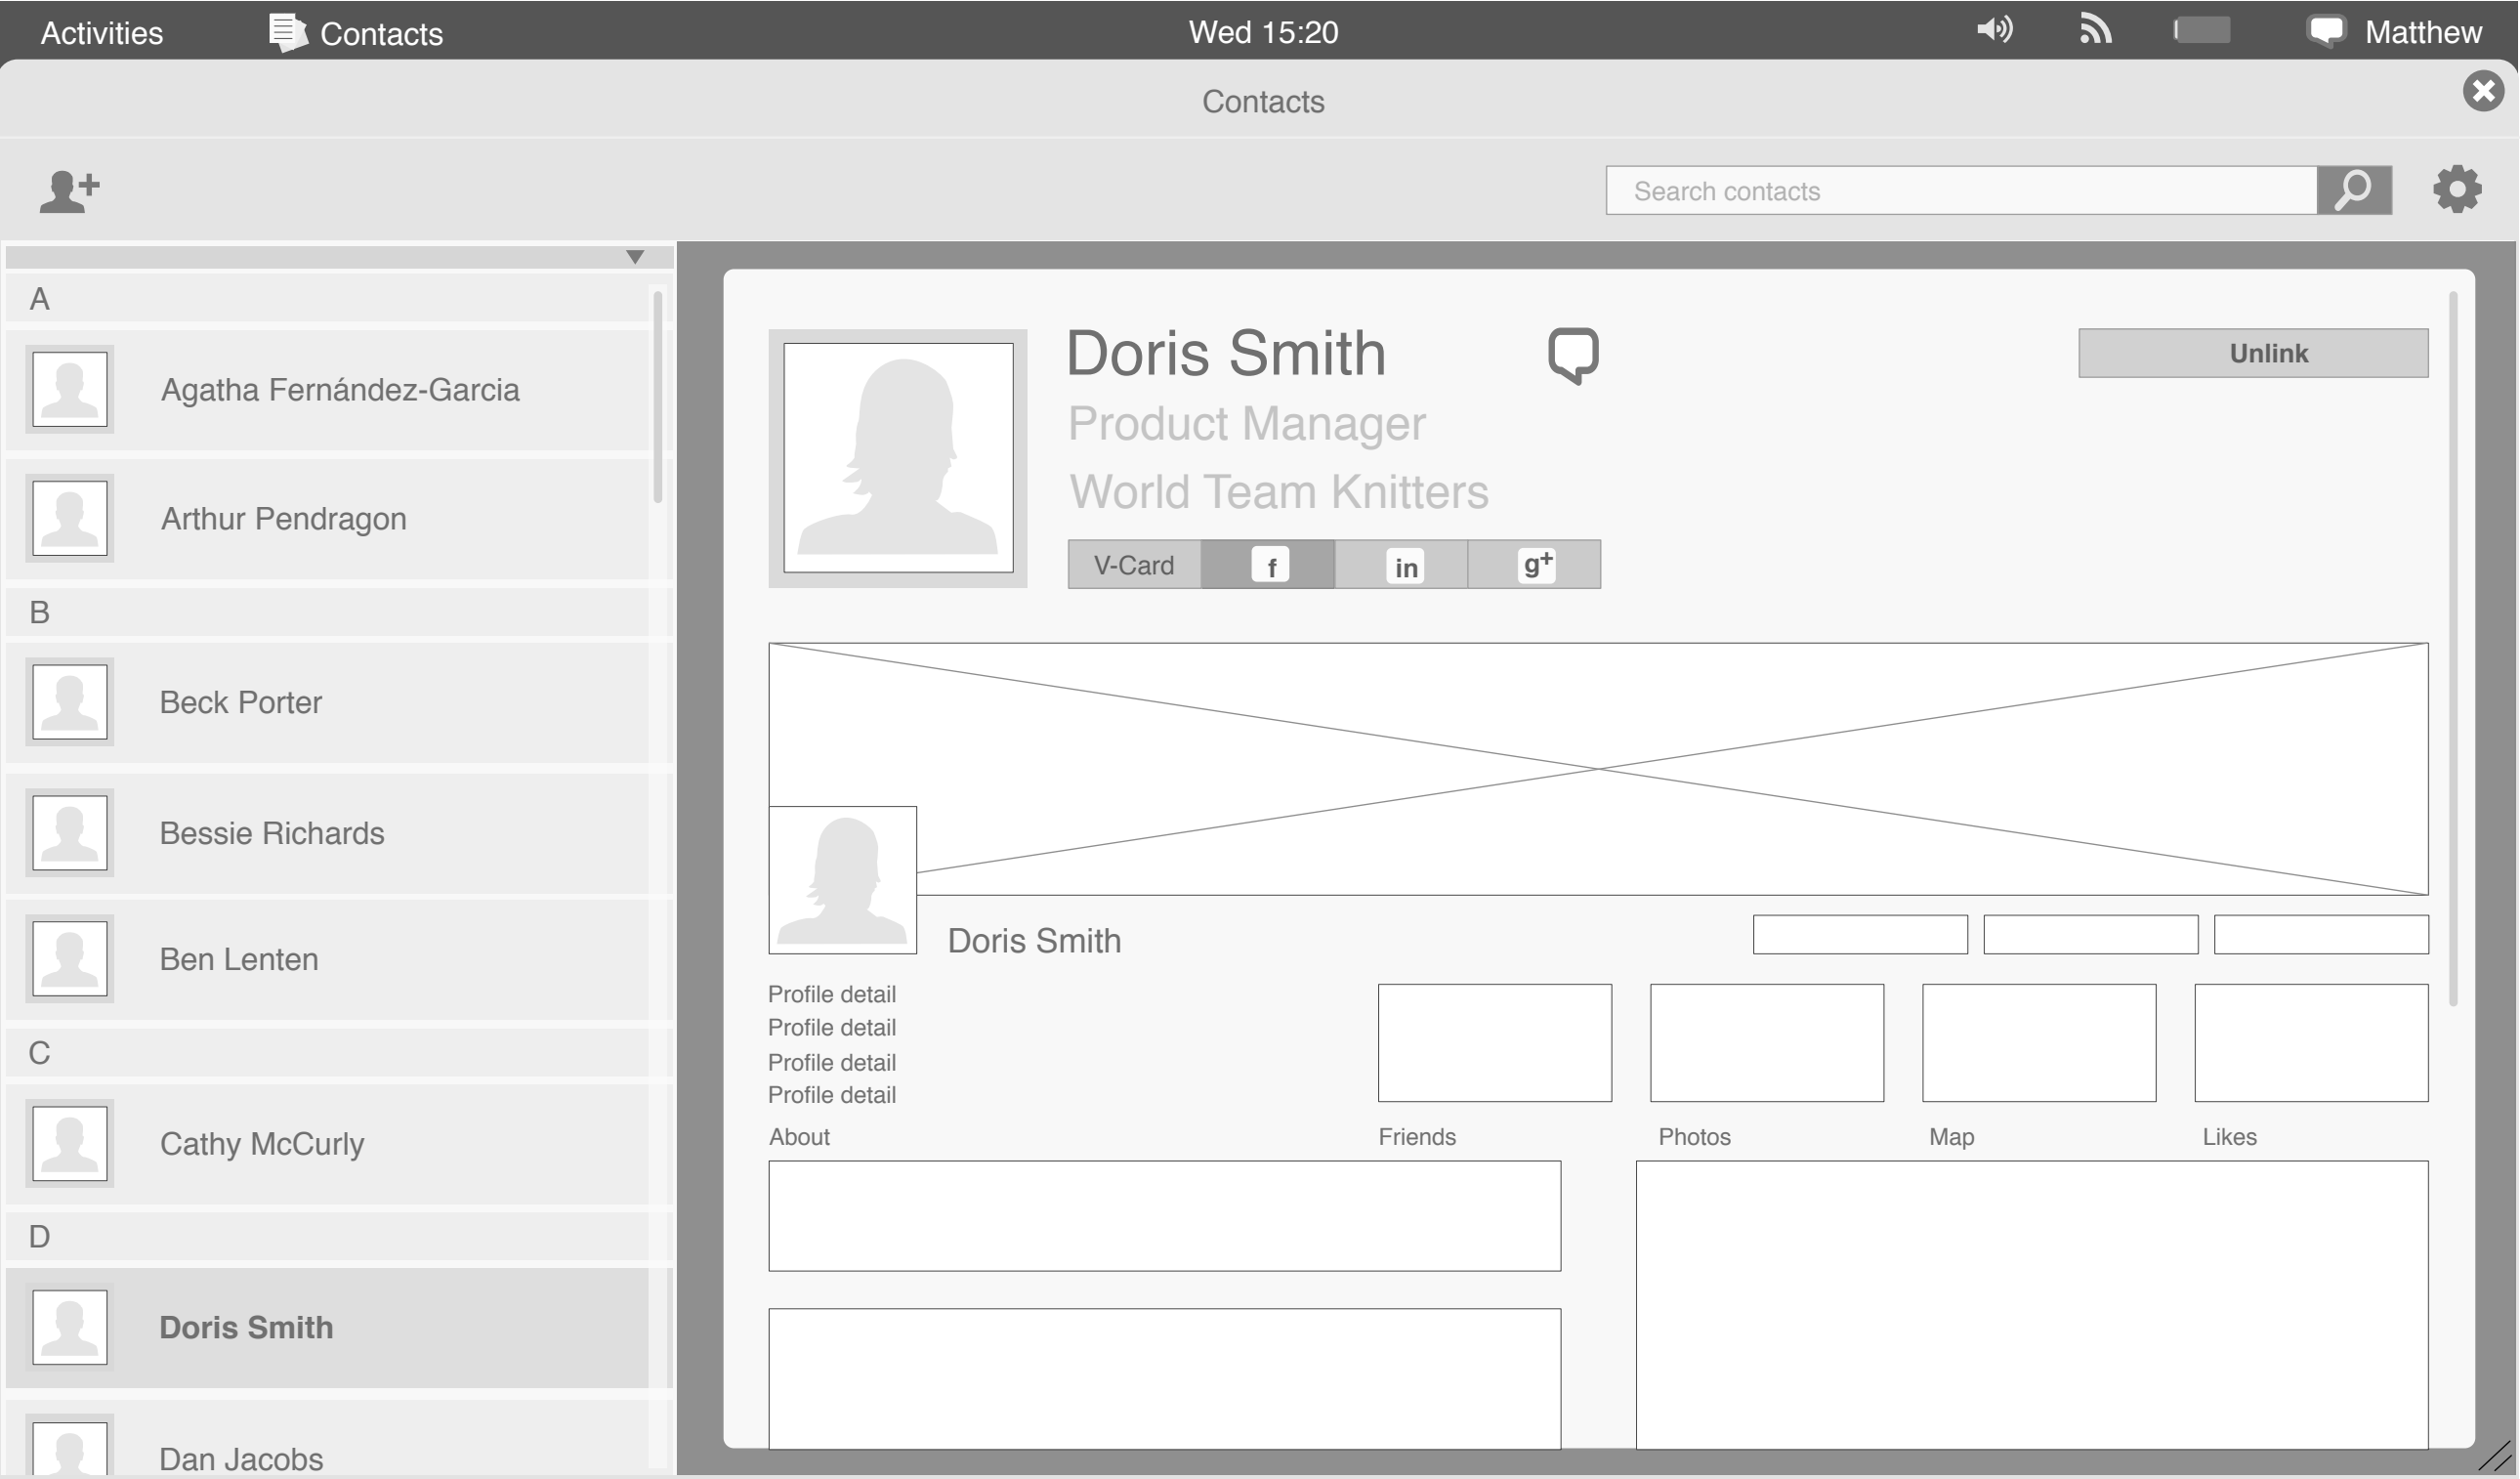 Activities
Contacts
Wed 15:20
Matthew
Contacts
Search contacts
A
Agatha Fernández-Garcia
Arthur Pendragon
B
Beck Porter
Bessie Richards
Ben Lenten
C
Cathy McCurly
D
Doris Smith
Dan Jacobs
Doris Smith
Unlink
Product Manager
World Team Knitters
V-Card
f
in
g+
Doris Smith
Profile detail
Profile detail
Profile detail
Profile detail
About
Friends
Photos
Map
Likes